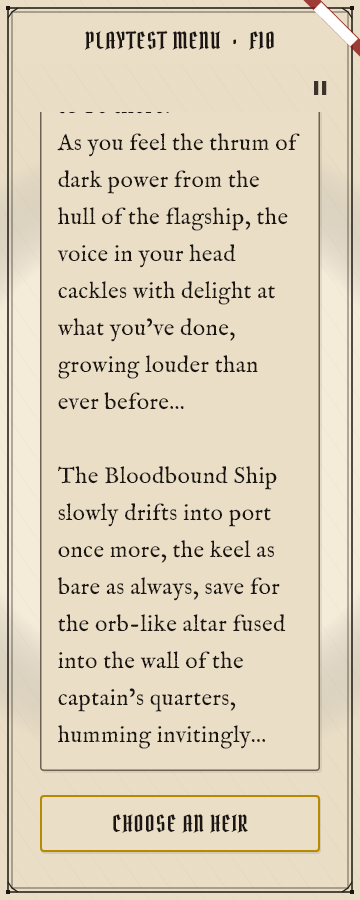 PLAYTEST MENU · F10
As you feel the thrum of
dark power from the
hull of the flagship, the
voice in your head
cackles with delight at
what you've done,
growing louder than
ever before...
The Bloodbound Ship
slowly drifts into port
once more, the keel as
bare as always, save for
the orb-like altar fused
into the wall of the
captain's quarters,
humming invitingly...
CHOOSE AN HEIR